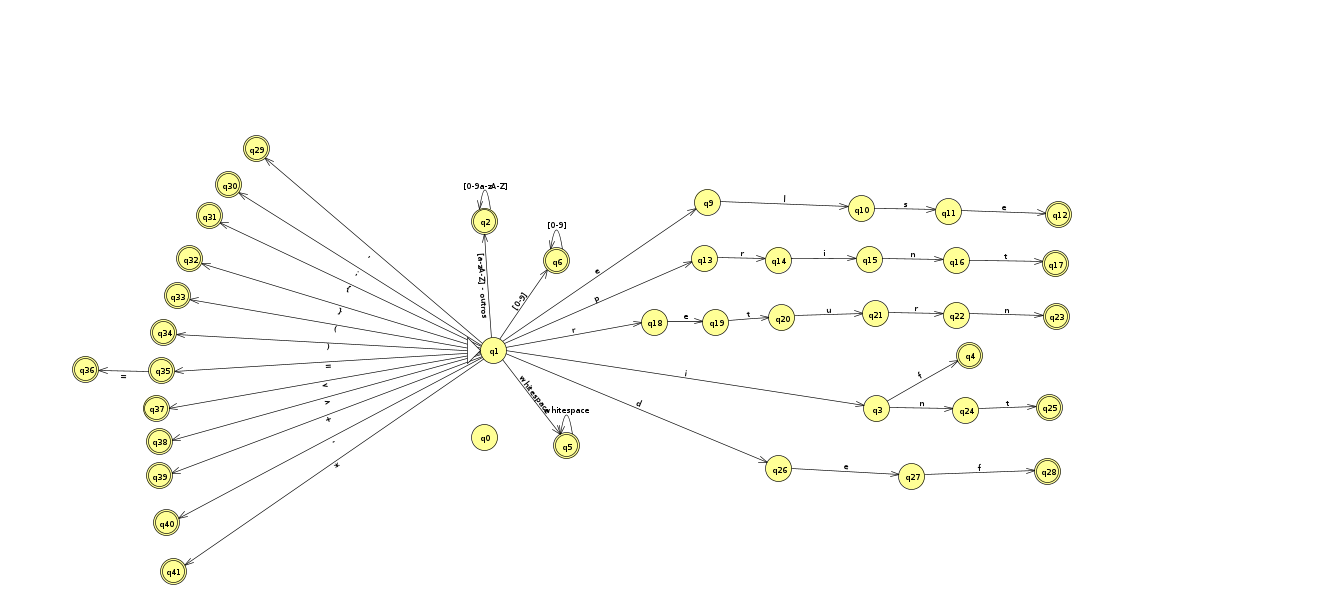 q29
q30
q31
q32
q33
q34
q36
=
q35
q37
q38
q39
q40
q41
,
;
{
}
(
)
=
<
>
+
-
*
[0-9a-zA-Z]
q2
[a-zA-Z] - outros
[0-9]
q6
[0-9]
q1
q0
whitespace
whitespace
q5
e
q9
l
q10
s
q11
e
q12
p
q13
r
q14
i
q15
n
q16
t
q17
r
q18
e
q19
t
q20
u
q21
r
q22
n
q23
i
q3
f
q4
n
q24
t
q25
d
q26
e
q27
f
q28